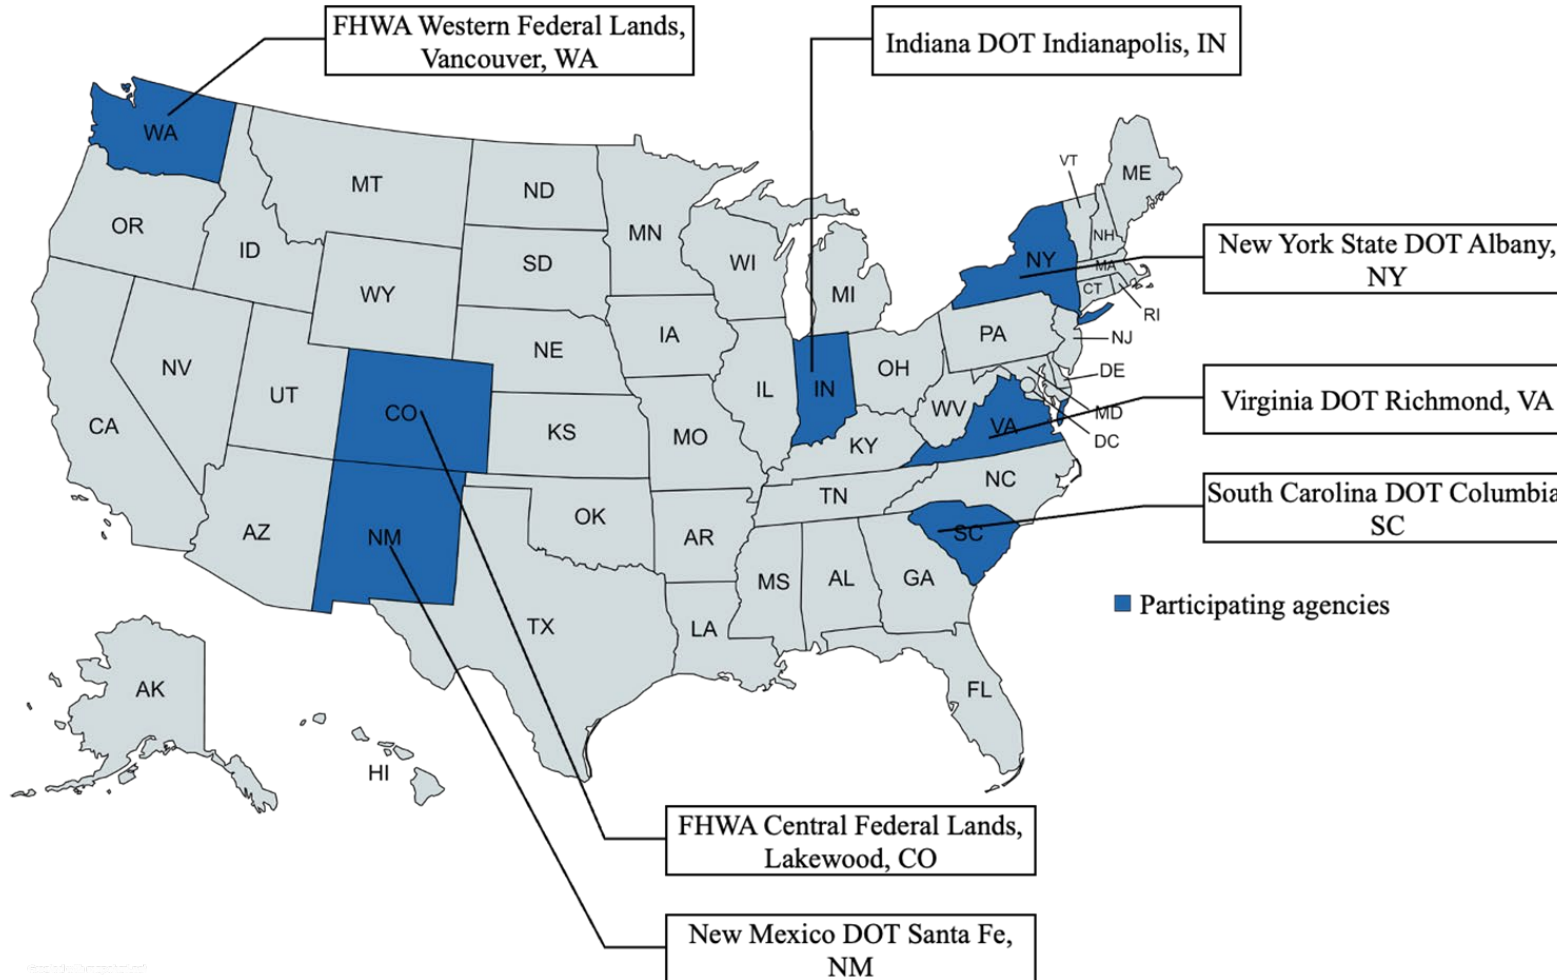 FHWA Western Federal Lands,
Vancouver, WA
Indiana DOT Indianapolis, IN
WA
MT
ND
MN
VT
ME
OR
ID
SD
WI
MI
NY
NH
MA
New York State DOT Albany,
NY
WY
CT
RI
IA
PA
NJ
NV
NE
OH
DE
UT
IL
IN
WV
MD
Virginia DOT Richmond, VA
CA
CO
KS
MO
KY
VA
DC
NC
TN
AZ
NM
OK
AR
SC
South Carolina DOT Columbia
SC
MS
AL
GA
Participating agencies
TX
LA
AK
FL
HI
FHWA Central Federal Lands,
Lakewood, CO
New Mexico DOT Santa Fe,
NM